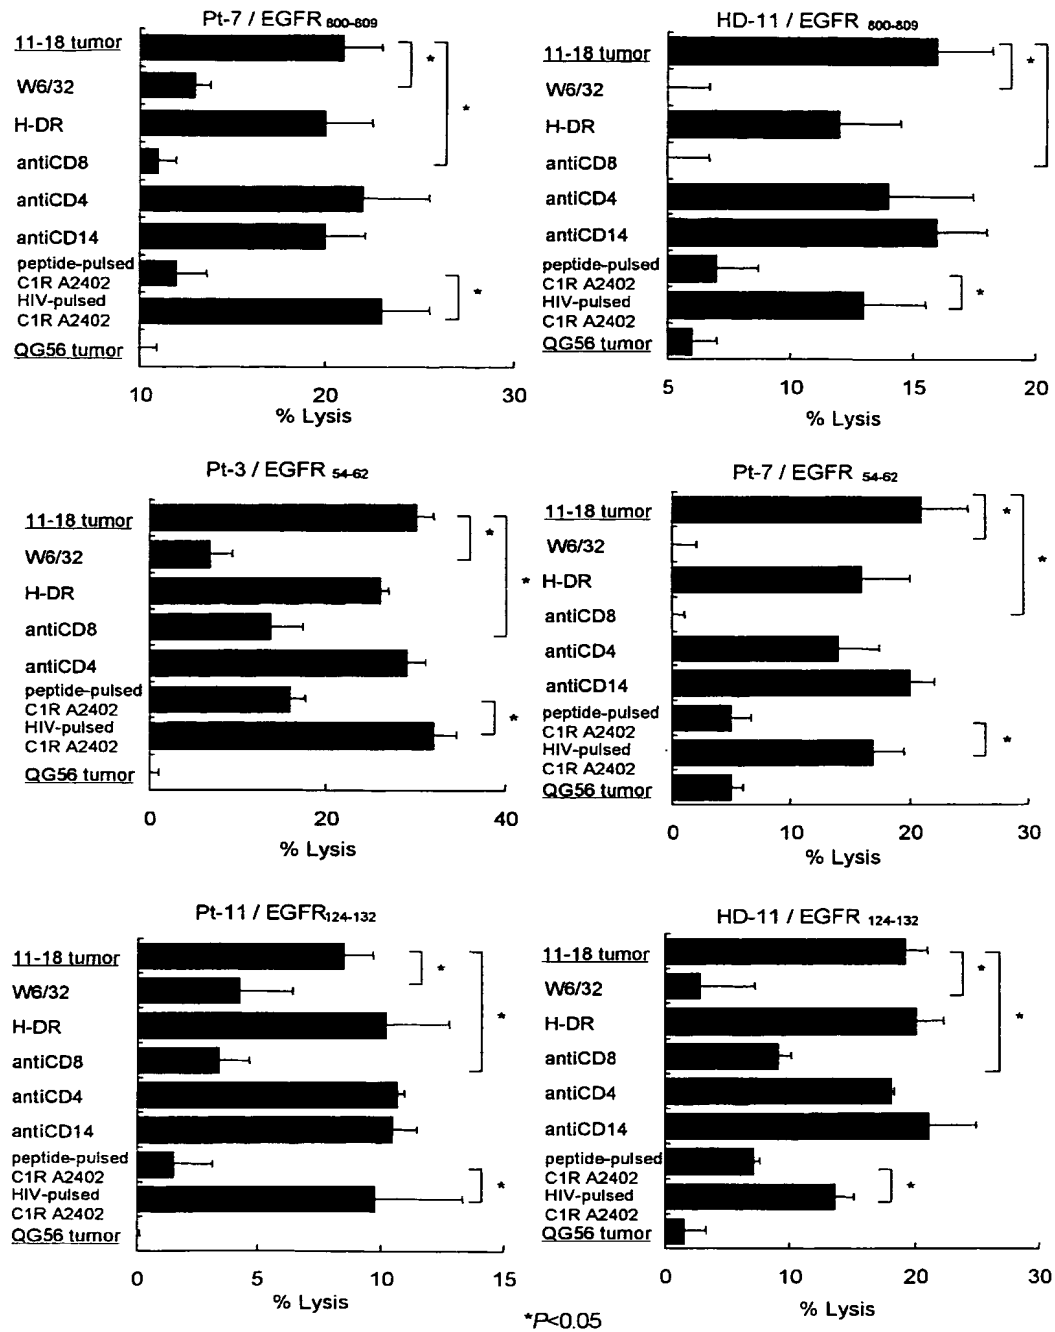 Pt-7 / EGFR 800-809
11-18 tumor
*
W6/32
*
H-DR
antiCD8
antiCD4
antiCD14
peptide-pulsed
C1R A2402
HIV-pulsed
C1R A2402
*
QG56 tumor
10 20 30
% Lysis
HD-11 / EGFR 800-809
11-18 tumor
*
W6/32
*
H-DR
antiCD8
antiCD4
antiCD14
peptide-pulsed
C1R A2402
HIV-pulsed
C1R A2402
*
QG56 tumor
5 10 15 20
% Lysis
Pt-3 / EGFR 54-62
11-18 tumor
*
W6/32
H-DR
*
antiCD8
antiCD4
peptide-pulsed
C1R A2402
HIV-pulsed
C1R A2402
*
QG56 tumor
0 20 40
% Lysis
Pt-7 / EGFR 54-62
11-18 tumor
*
W6/32
*
H-DR
antiCD8
antiCD4
antiCD14
peptide-pulsed
C1R A2402
HIV-pulsed
C1R A2402
*
QG56 tumor
0 10 20 30
% Lysis
Pt-11 / EGFR124-132
11-18 tumor
*
W6/32
H-DR
*
antiCD8
antiCD4
antiCD14
peptide-pulsed
C1R A2402
HIV-pulsed
C1R A2402
*
QG56 tumor
0 5 10 15
% Lysis
HD-11 / EGFR 124-132
11-18 tumor
*
W6/32
H-DR
*
antiCD8
antiCD4
antiCD14
peptide-pulsed
C1R A2402
HIV-pulsed
C1R A2402
*
QG56 tumor
0 10 20 30
% Lysis
*P<0.05